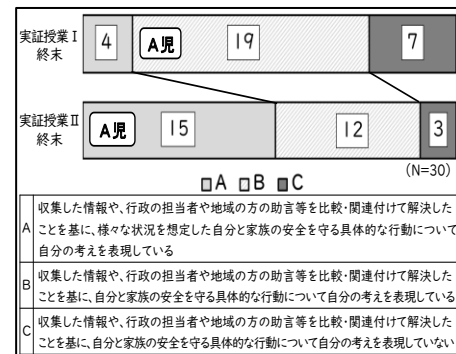 実証授業Ⅰ
終末
4
A児
19
7
実証授業Ⅱ
終末
A児
15
12
3
(N=30)
□A □B ■C
A
収集した情報や、行政の担当者や地域の方の助言等を比較・関連付けて解決した
ことを基に、様々な状況を想定した自分と家族の安全を守る具体的な行動について
自分の考えを表現している
B
収集した情報や、行政の担当者や地域の方の助言等を比較・関連付けて解決した
ことを基に、自分と家族の安全を守る具体的な行動について自分の考えを表現している
C
収集した情報や、行政の担当者や地域の方の助言等を比較・関連付けて解決した
ことを基に、自分と家族の安全を守る具体的な行動について自分の考えを表現していない